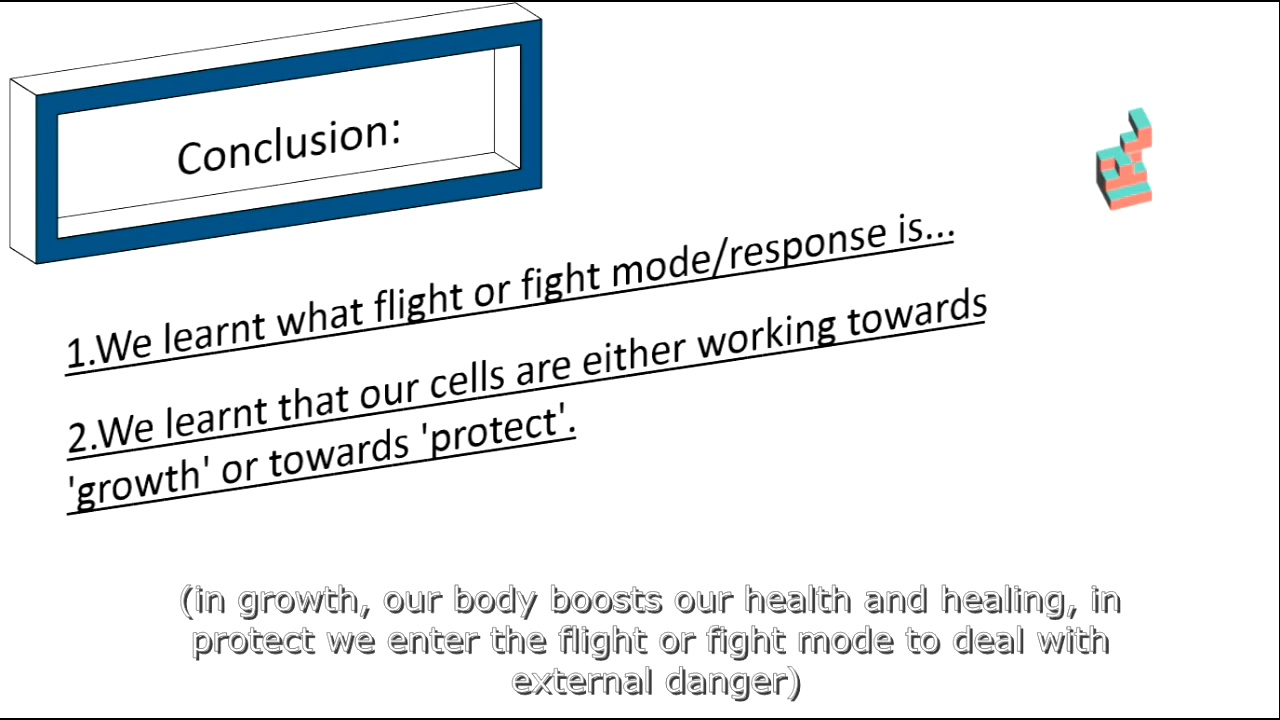 Conclusion:
1.We learnt what flight or fight mode/response is...
2.We learnt that our cells are either working towards
'growth' or towards 'protect'.
(in growth, our body boosts our health and healing, in
protect we enter the flight or fight mode to deal with
external danger)